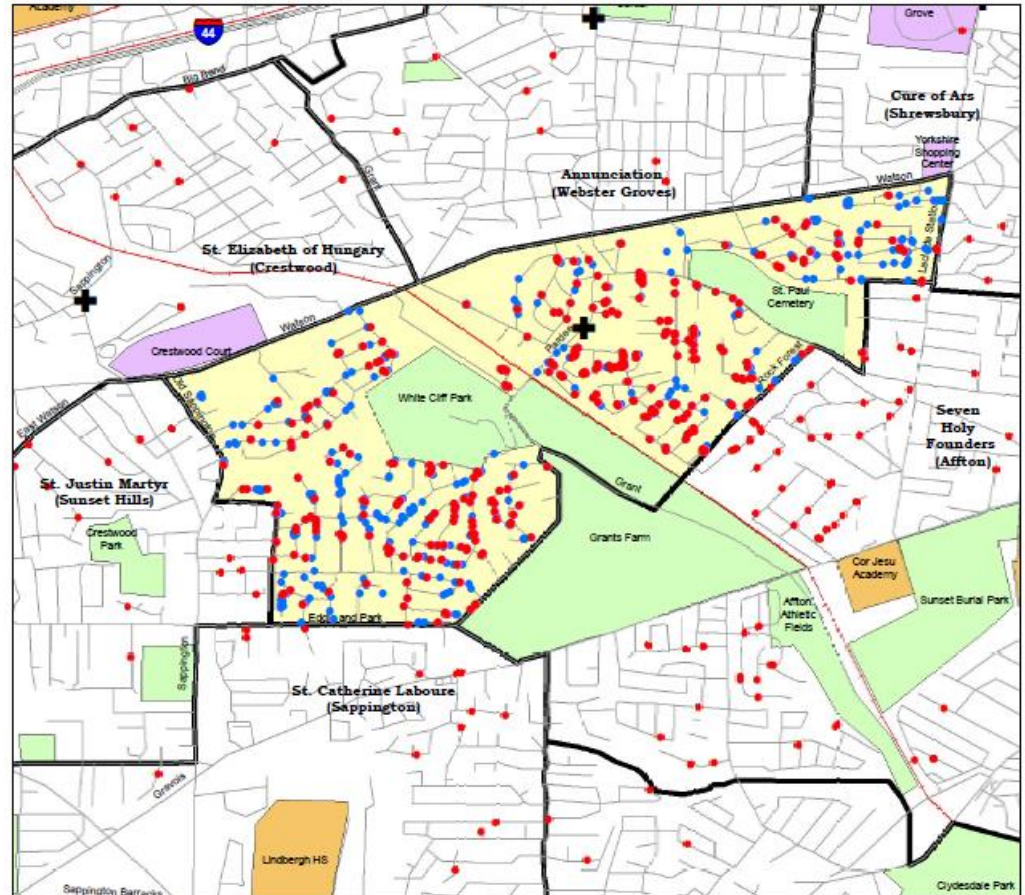 Academy
44
Grove
Big Bend
Cure of Ars
(Shrewsbury)
Yorkshire
Shopping
Center
Grant
Annunciation
(Webster Groves)
Watson
St. Elizabeth of Hungary
(Crestwood)
Sappington
St. Paul
Cemetery
Watson
Crestwood Court
Rock Forest
White Cliff Park
East Watson
Seven
Holy
Founders
(Affton)
St. Justin Martyr
(Sunset Hills)
Grant
Crestwood
Park
Grants Farm
Cor Jesu
Academy
Sunset Burial Park
Affton
Athletic
Fields
Sappington
St. Catherine Laboure
(Sappington)
Gravois
Lindbergh HS
Sappington Barracks
Clydesdale Park